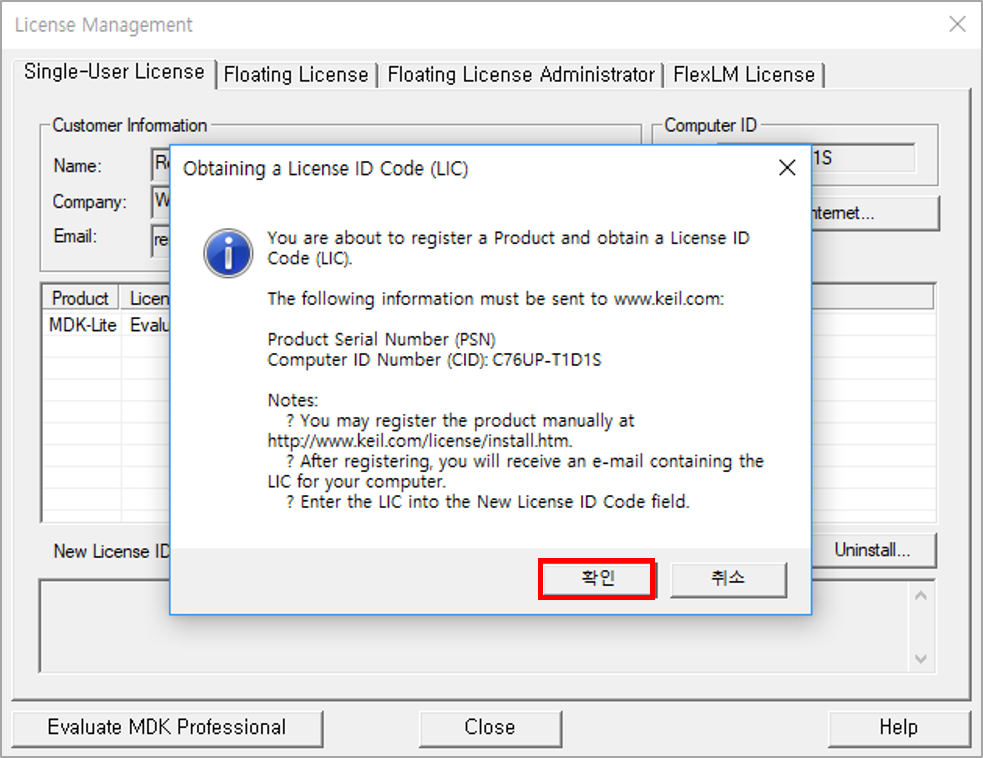 License Management
Single-User License
Floating License
Floating License Administrator
FlexLM License
Customer Information
Computer ID
Name:
Company:
Email:
1S
Product
MDK-Lite
Obtaining a License ID Code (LIC)
You are about to register a Product and obtain a License ID
Code (LIC).
The following information must be sent to www.keil.com:
Product Serial Number (PSN)
Computer ID Number (CID): C76UP-T1D1S
Notes:
? You may register the product manually at
http://www.keil.com/license/install.htm.
? After registering, you will receive an e-mail containing the
LIC for your computer.
? Enter the LIC into the New License ID Code field.
확인
취소
New License ID
Uninstall...
Evaluate MDK Professional
Close
Help